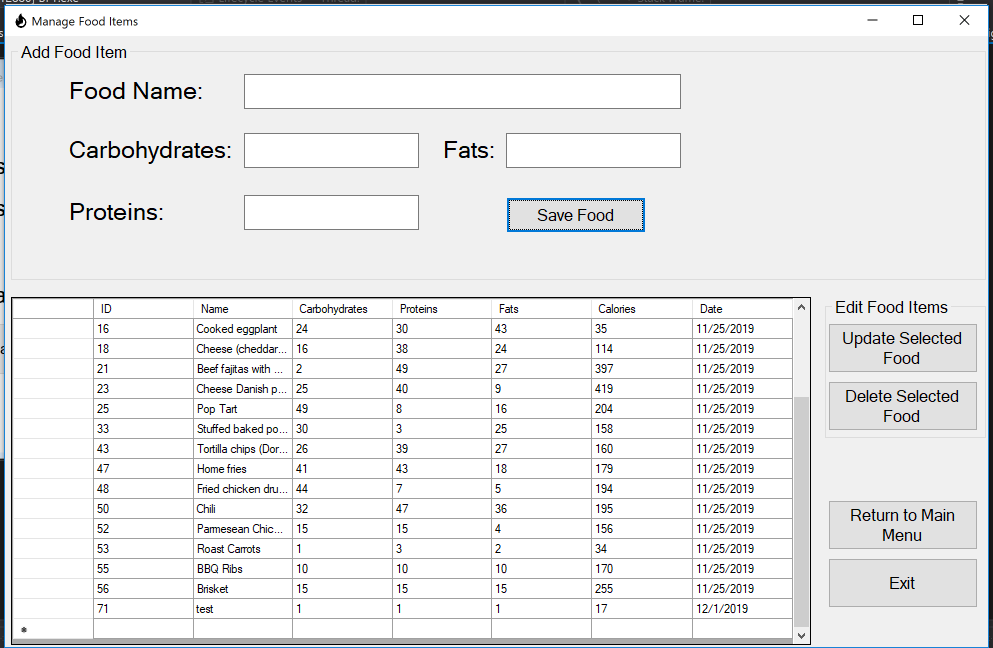 Manage Food Items
Add Food Item
Food Name:
Carbohydrates: Fats:
Proteins: Save Food
ID Name Carbohydrates Proteins Fats Calories Date
16 Cooked eggplant 24 30 43 35 11/25/2019
18 Cheese (cheddar... 16 38 24 114 11/25/2019
21 Beef fajitas with ... 2 49 27 397 11/25/2019
23 Cheese Danish p... 25 40 9 419 11/25/2019
25 Pop Tart 49 8 16 204 11/25/2019
33 Stuffed baked po... 30 3 25 158 11/25/2019
43 Tortilla chips (Dor... 26 39 27 160 11/25/2019
47 Home fries 41 43 18 179 11/25/2019
48 Fried chicken dru... 44 7 5 194 11/25/2019
50 Chili 32 47 36 195 11/25/2019
52 Parmesean Chic... 15 15 4 156 11/25/2019
53 Roast Carrots 1 3 2 34 11/25/2019
55 BBQ Ribs 10 10 10 170 11/25/2019
56 Brisket 15 15 15 255 11/25/2019
71 test 1 1 1 17 12/1/2019
*
Edit Food Items
Update Selected
Food
Delete Selected
Food
Return to Main
Menu
Exit